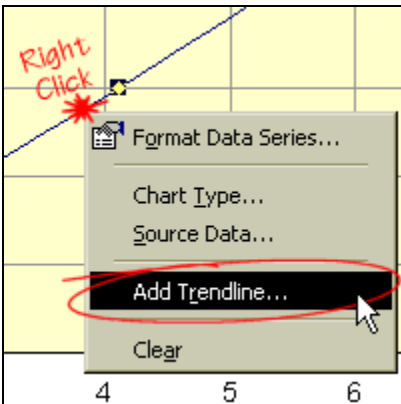 Right
Click
Format Data Series...
Chart Type...
Source Data...
Add Trendline...
Clear
4 5 6